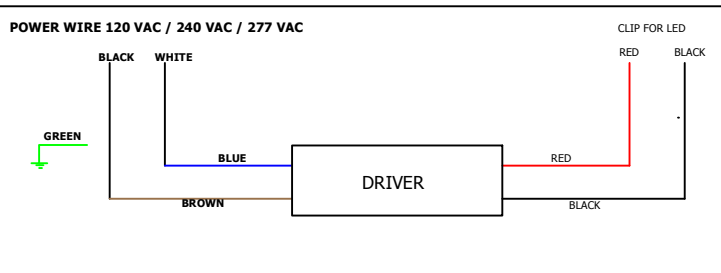 POWER WIRE 120 VAC / 240 VAC / 277 VAC
CLIP FOR LED
BLACK WHITE
RED BLACK
GREEN
BLUE
RED
DRIVER
BROWN
BLACK